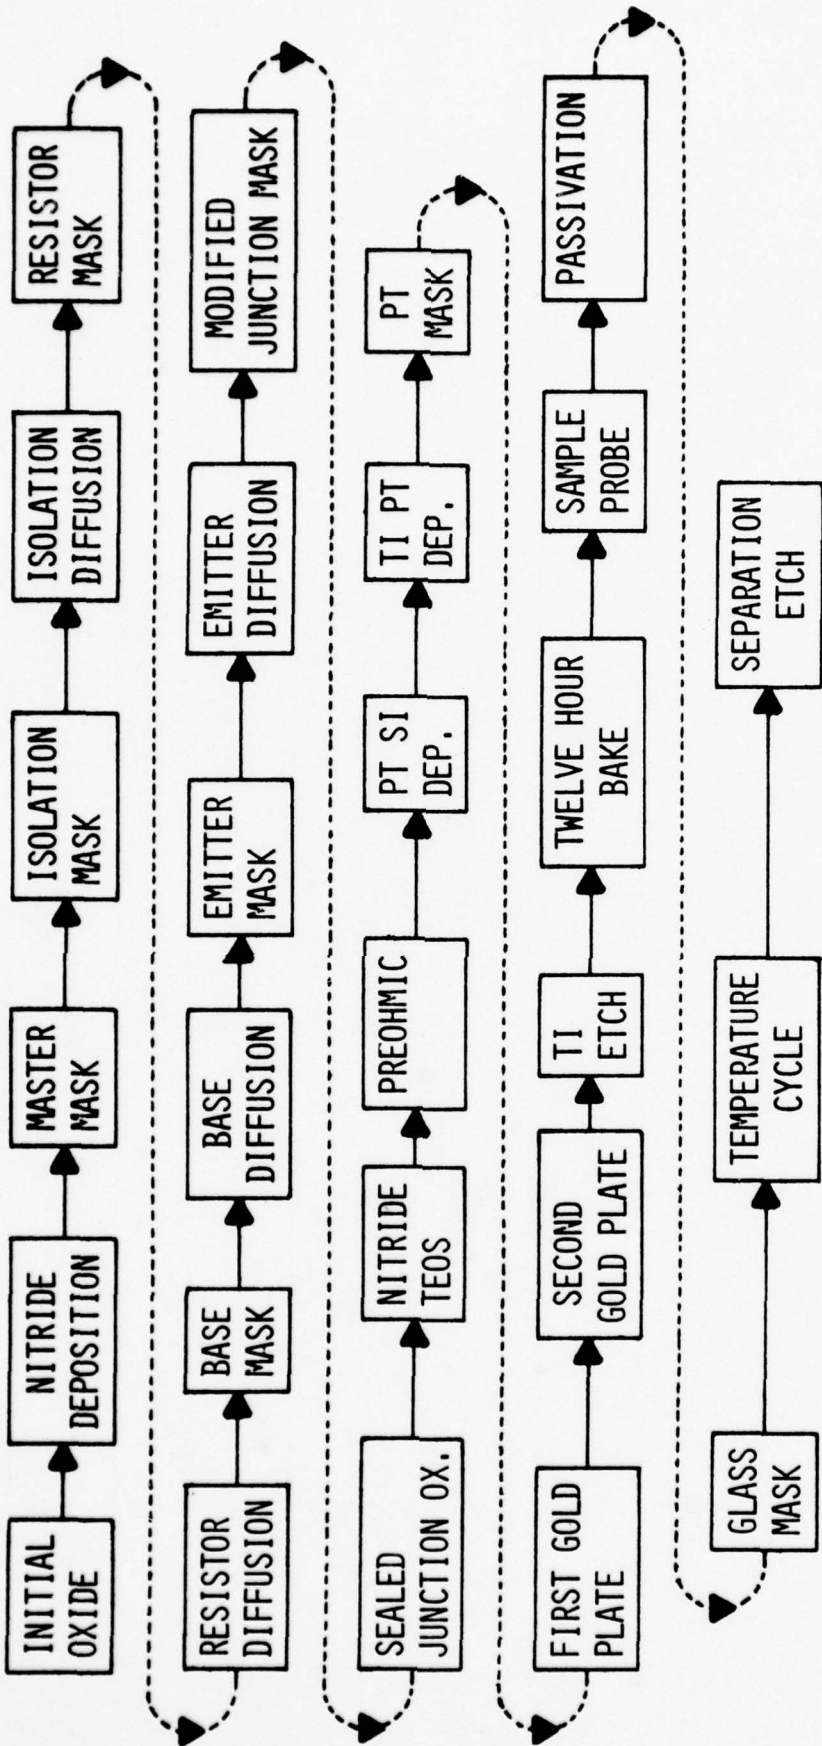 INITIAL
OXIDE
NITRIDE
DEPOSITION
MASTER
MASK
ISOLATION
MASK
ISOLATION
DIFFUSION
RESISTOR
MASK
RESISTOR
DIFFUSION
BASE
MASK
BASE
DIFFUSION
EMITTER
MASK
EMITTER
DIFFUSION
MODIFIED
JUNCTION MASK
SEALED
JUNCTION OX.
NITRIDE
TEOS
PREOHMIC
PT SI
DEP.
TI PT
DEP.
PT
MASK
FIRST GOLD
PLATE
SECOND
GOLD PLATE
TI
ETCH
TWELVE HOUR
BAKE
SAMPLE
PROBE
PASSIVATION
GLASS
MASK
TEMPERATURE
CYCLE
SEPARATION
ETCH